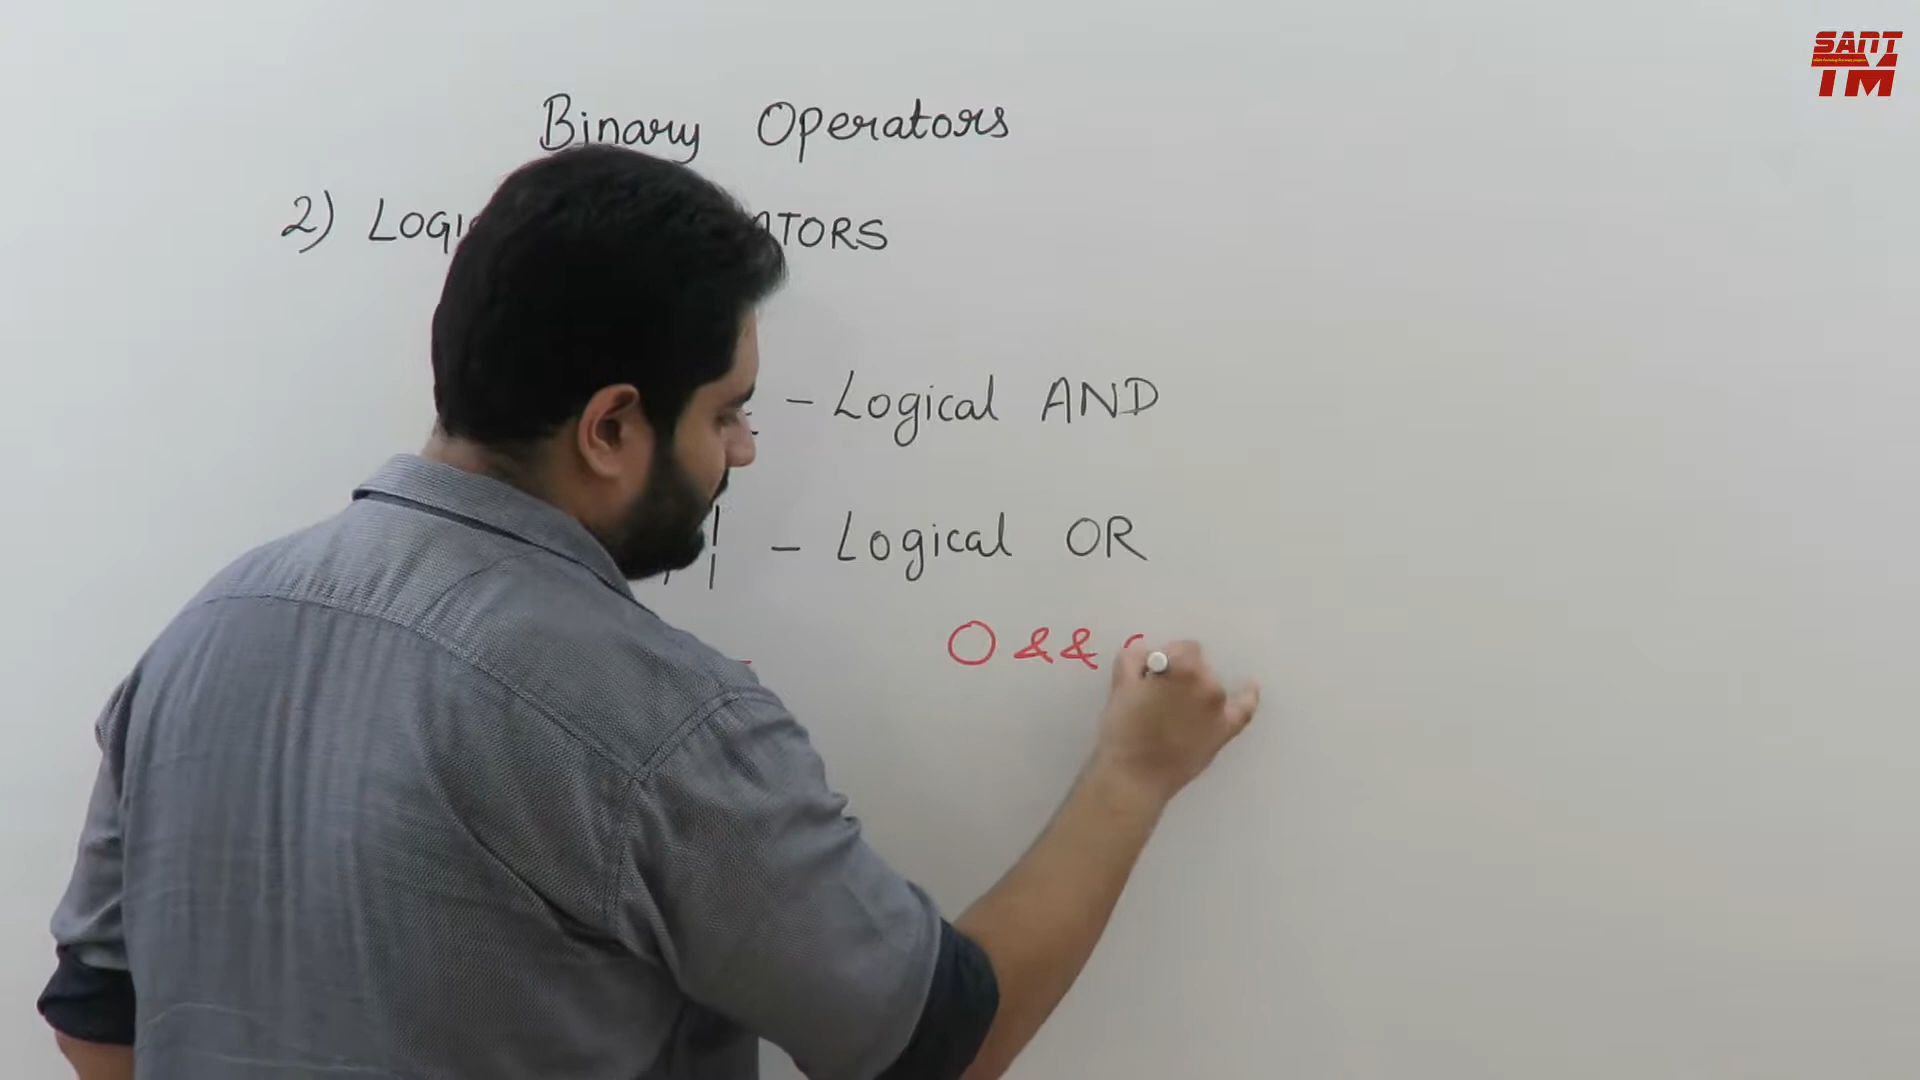 SANT
TM
Binary Operators
2) LOGI ATORS
- Logical AND
|| - Logical OR
0 &&